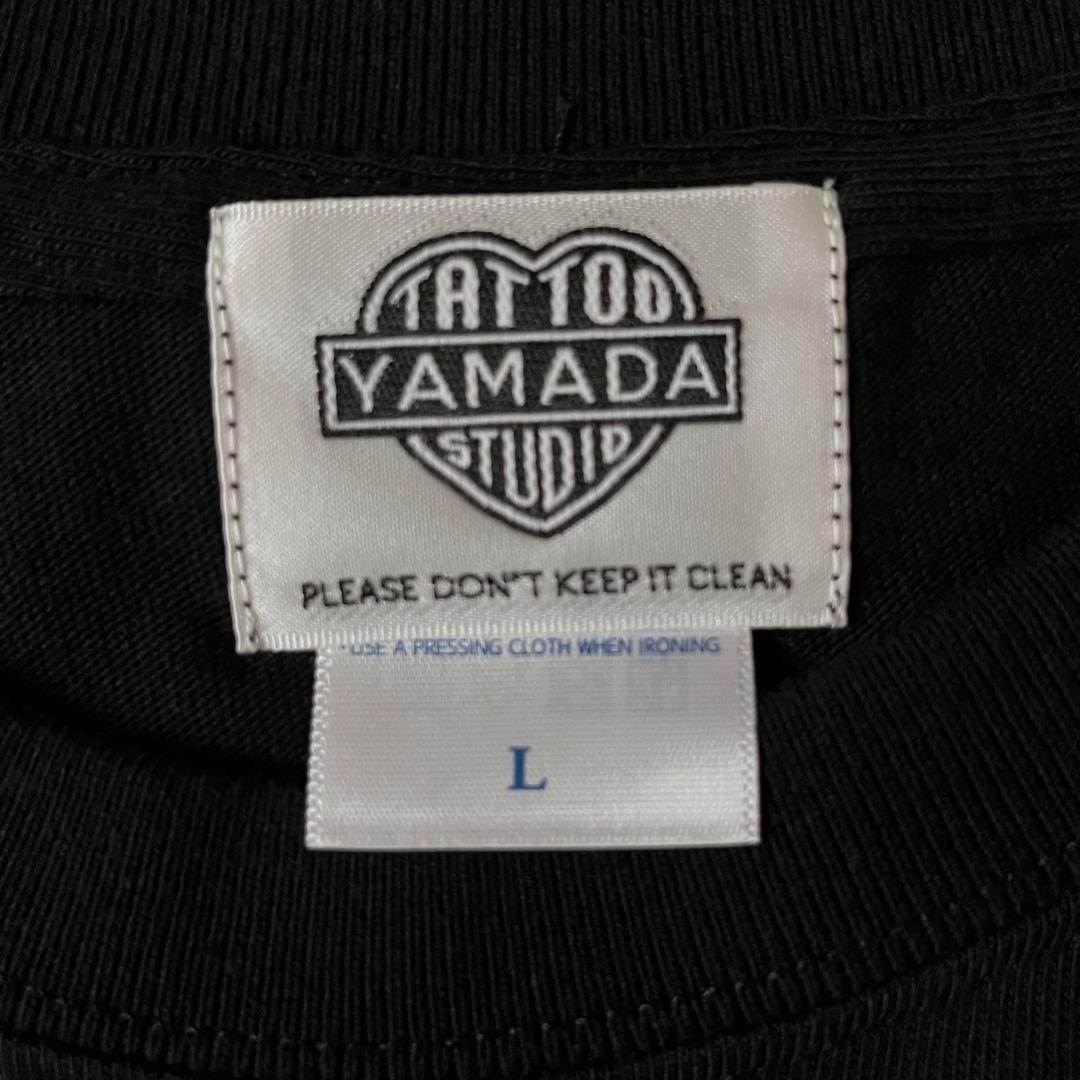 TATTOO
YAMADA
STUDIO
PLEASE DON'T KEEP IT CLEAN
·USE A PRESSING CLOTH WHEN IRONING
L